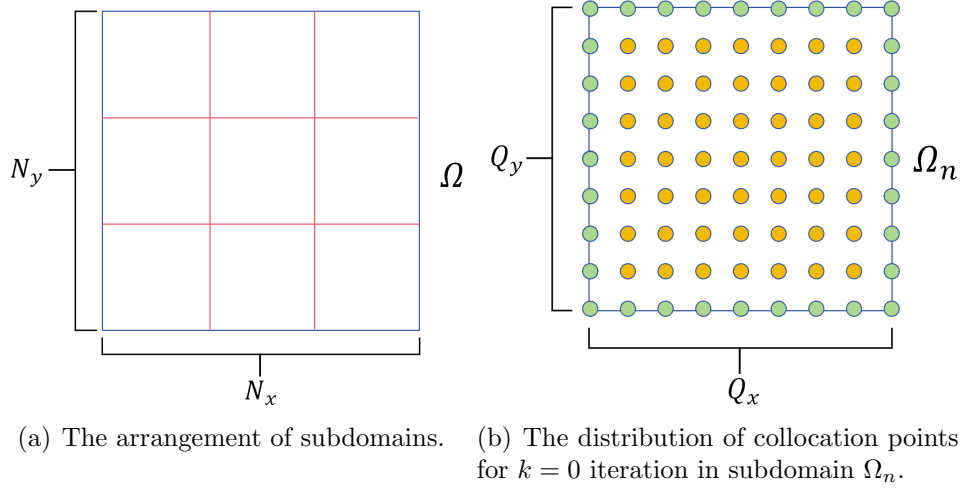 N_y
Ω
N_x
Q_y
Ω_n
Q_x
(a) The arrangement of subdomains.
(b) The distribution of collocation points
for k = 0 iteration in subdomain Ω_n.